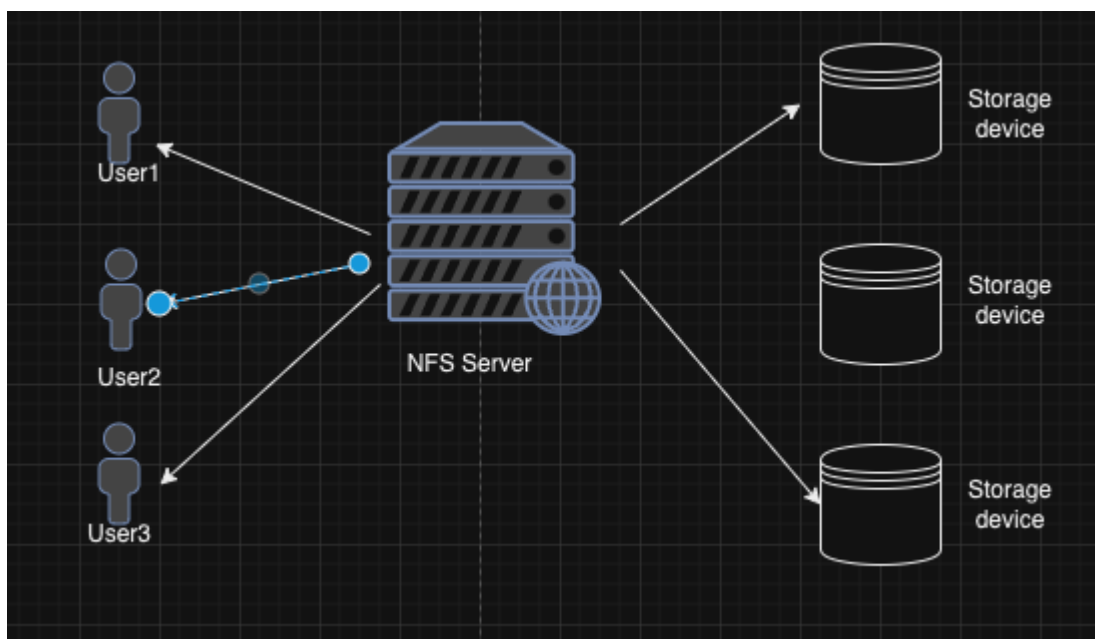 User1
User2
User3
NFS Server
Storage
device
Storage
device
Storage
device